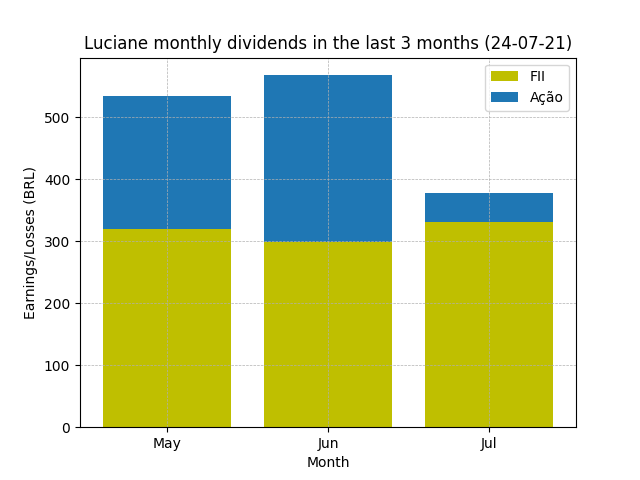 Luciane monthly dividends in the last 3 months (24-07-21)
FII
Ação
500
400
300
200
100
0
Earnings/Losses (BRL)
May Jun Jul
Month